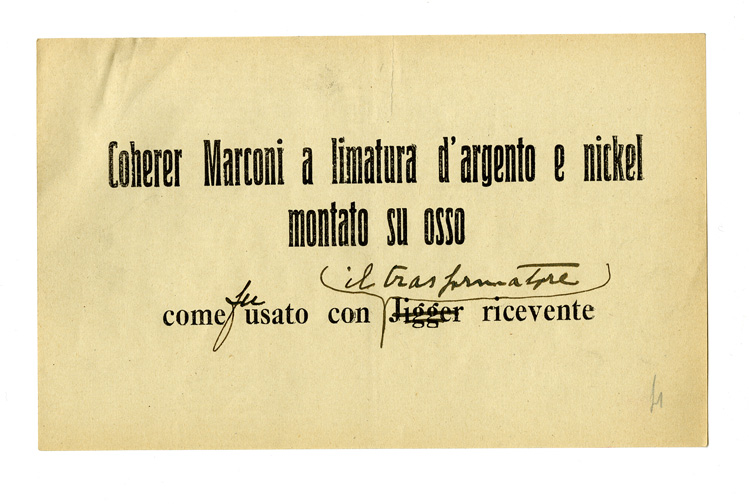 Coherer Marconi a limatura d'argento e nickel
montato su osso
il trasformatore
come fu usato con Jigger ricevente